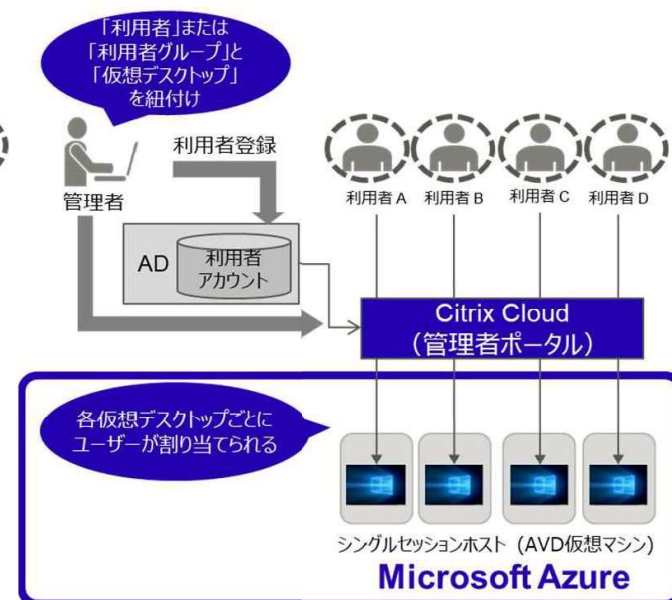 「利用者」または
「利用者グループ」と
「仮想デスクトップ」
を紐付け
利用者登録
管理者
利用者A
利用者B
利用者C
利用者D
AD
利用者
アカウント
Citrix Cloud
（管理者ポータル）
各仮想デスクトップごとに
ユーザーが割り当てられる
シングルセッションホスト (AVD仮想マシン)
Microsoft Azure